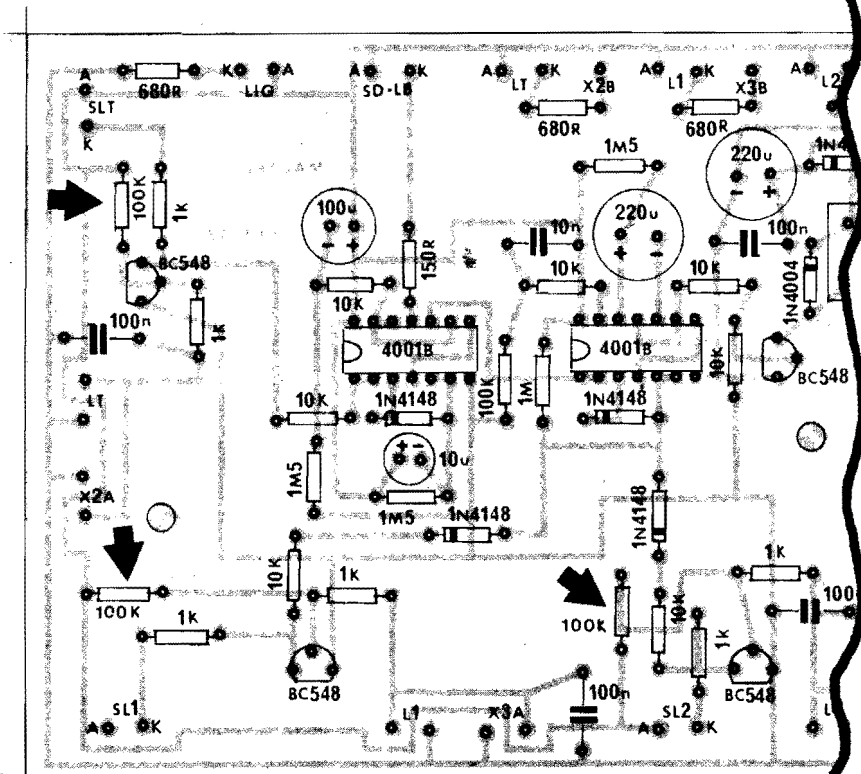 A K A A K LT K X2B A L1 K X3B A L2
680R LIQ SD-LB
SLT 680R 680R
K
1M5 220u 1N4
100K 1k 100u 10n 220u 100n
BC548 150R
10K 10K 10K 1N4004
100n 1k
4001B 4001B 10K BC548
LT 100K 1M
10K 1N4148 1N4148
+ - 10u
1M5
X2A 1M5 1N4148 1N4148
10K 1k 1k
100K 100K 10K 100
1k 1k
BC548 BC548
100n
SL1 L1 X3A SL2 L
A K A K